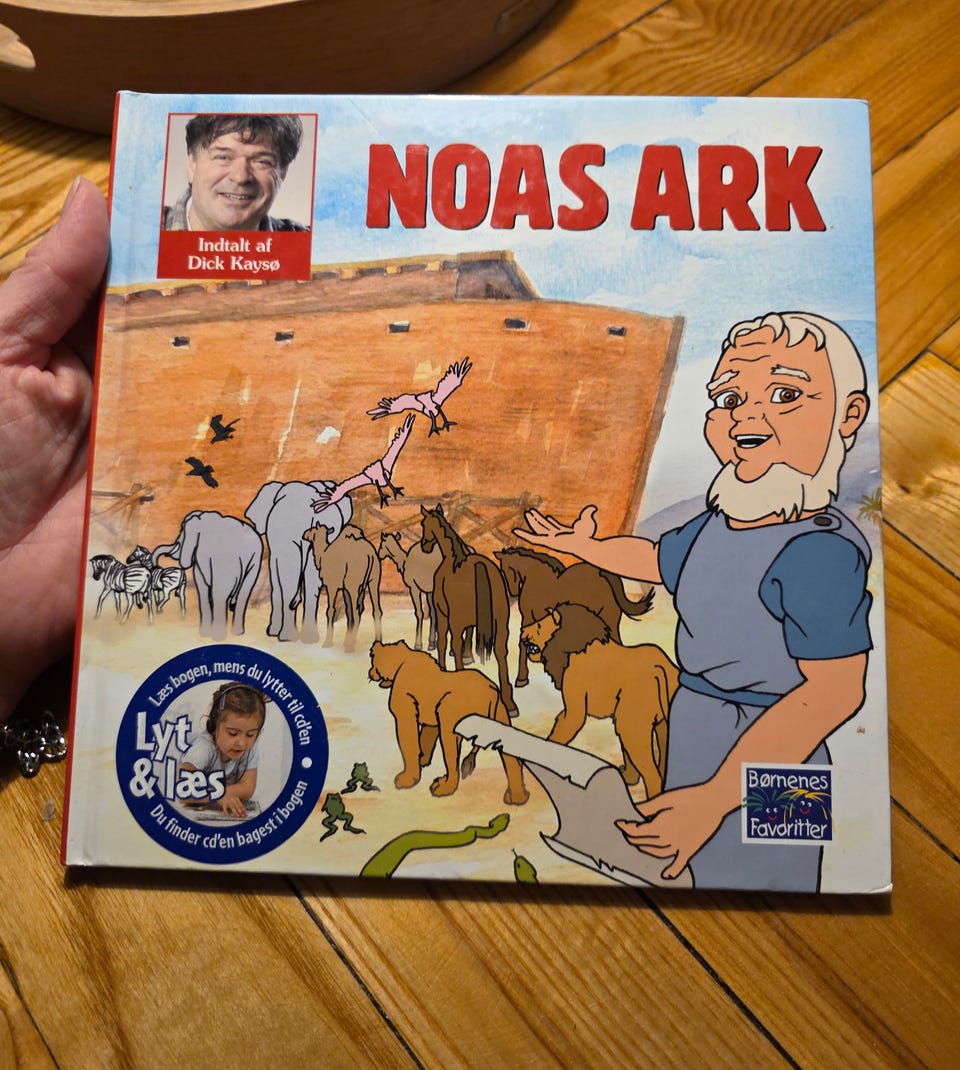 NOAS ARK
Indtalt af
Dick Kaysø
Læs bogen, mens du lytter til cd'en
Lyt
& læs
Du finder cd'en bagest i bogen
Børnenes
Favoritter